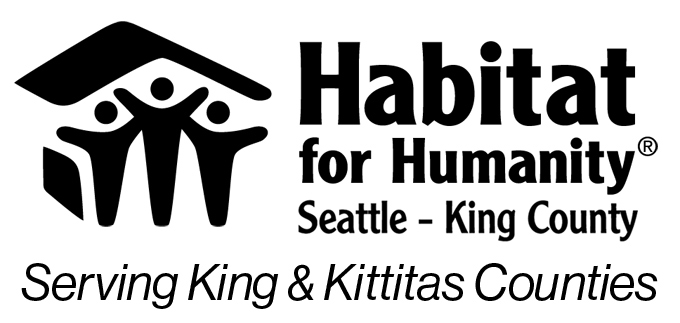 Habitat
for Humanity®
Seattle – King County
Serving King & Kittitas Counties